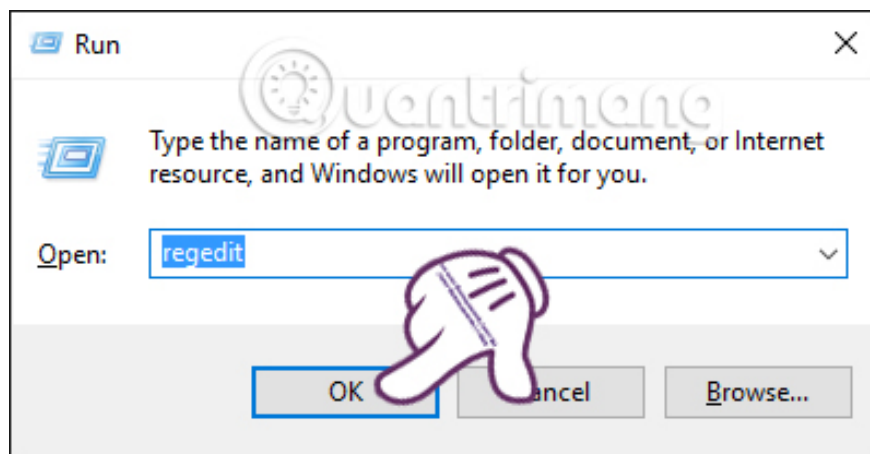 Run
Quantrimang
Type the name of a program, folder, document, or Internet
resource, and Windows will open it for you.
Open:
regedit
OK
Cancel
Browse...